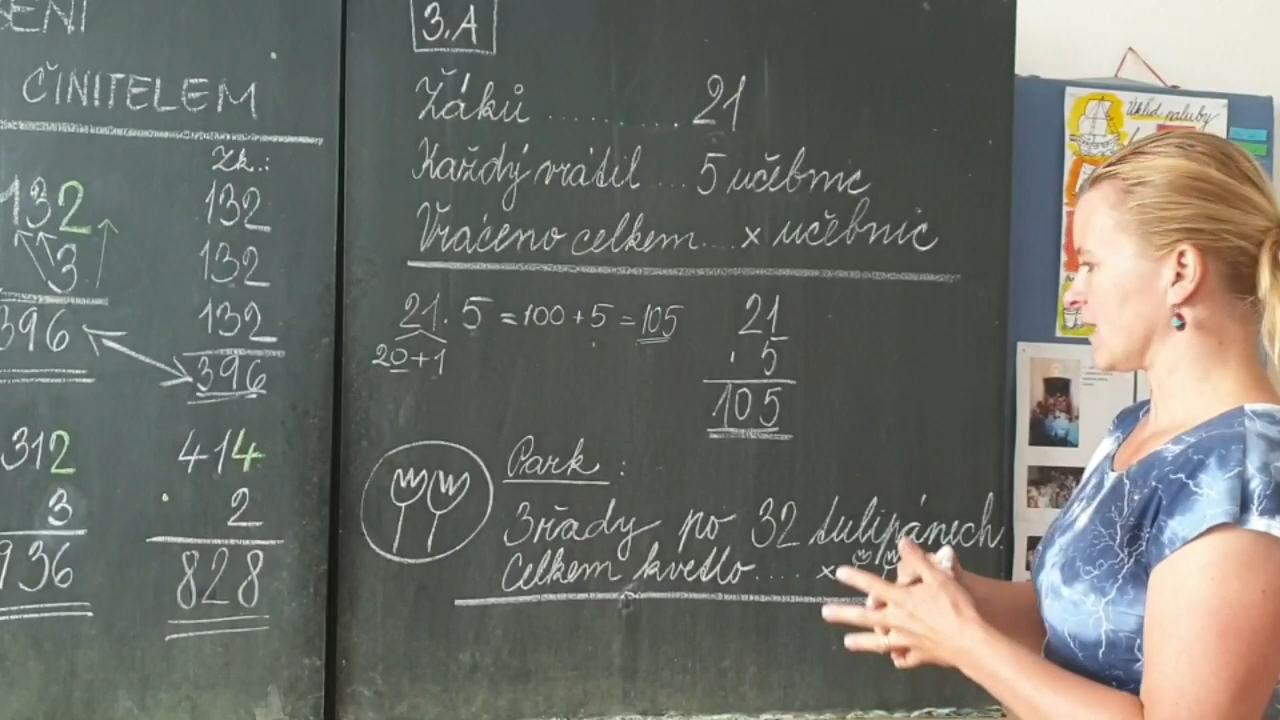 ČINITELEM
Zk.:
132
3
396
132
132
132
396
312
3
936
414
. 2
828
3.A
Žáků ........... 21
Každý vrátil ... 5 učebnic
Vráceno celkem.... x učebnic
21 . 5 = 100 + 5 = 105
20+1
21
. 5
105
Park :
3 řady po 32 tulipánech
Celkem kvetlo.... x
Úklid paluby